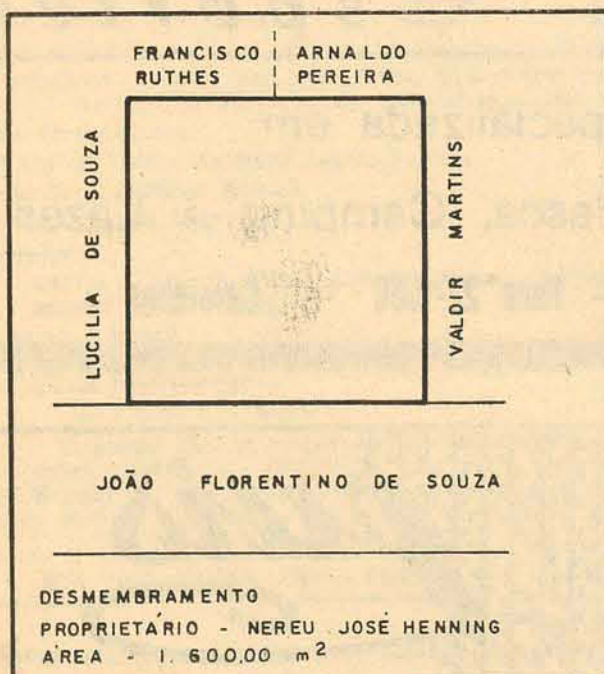 FRANCISCO
RUTHES
ARNALDO
PEREIRA
LUCILIA DE SOUZA
VALDIR MARTINS
JOÃO FLORENTINO DE SOUZA
DESMEMBRAMENTO
PROPRIETÁRIO - NEREU JOSÉ HENNING
ÁREA - 1.600,00 m²